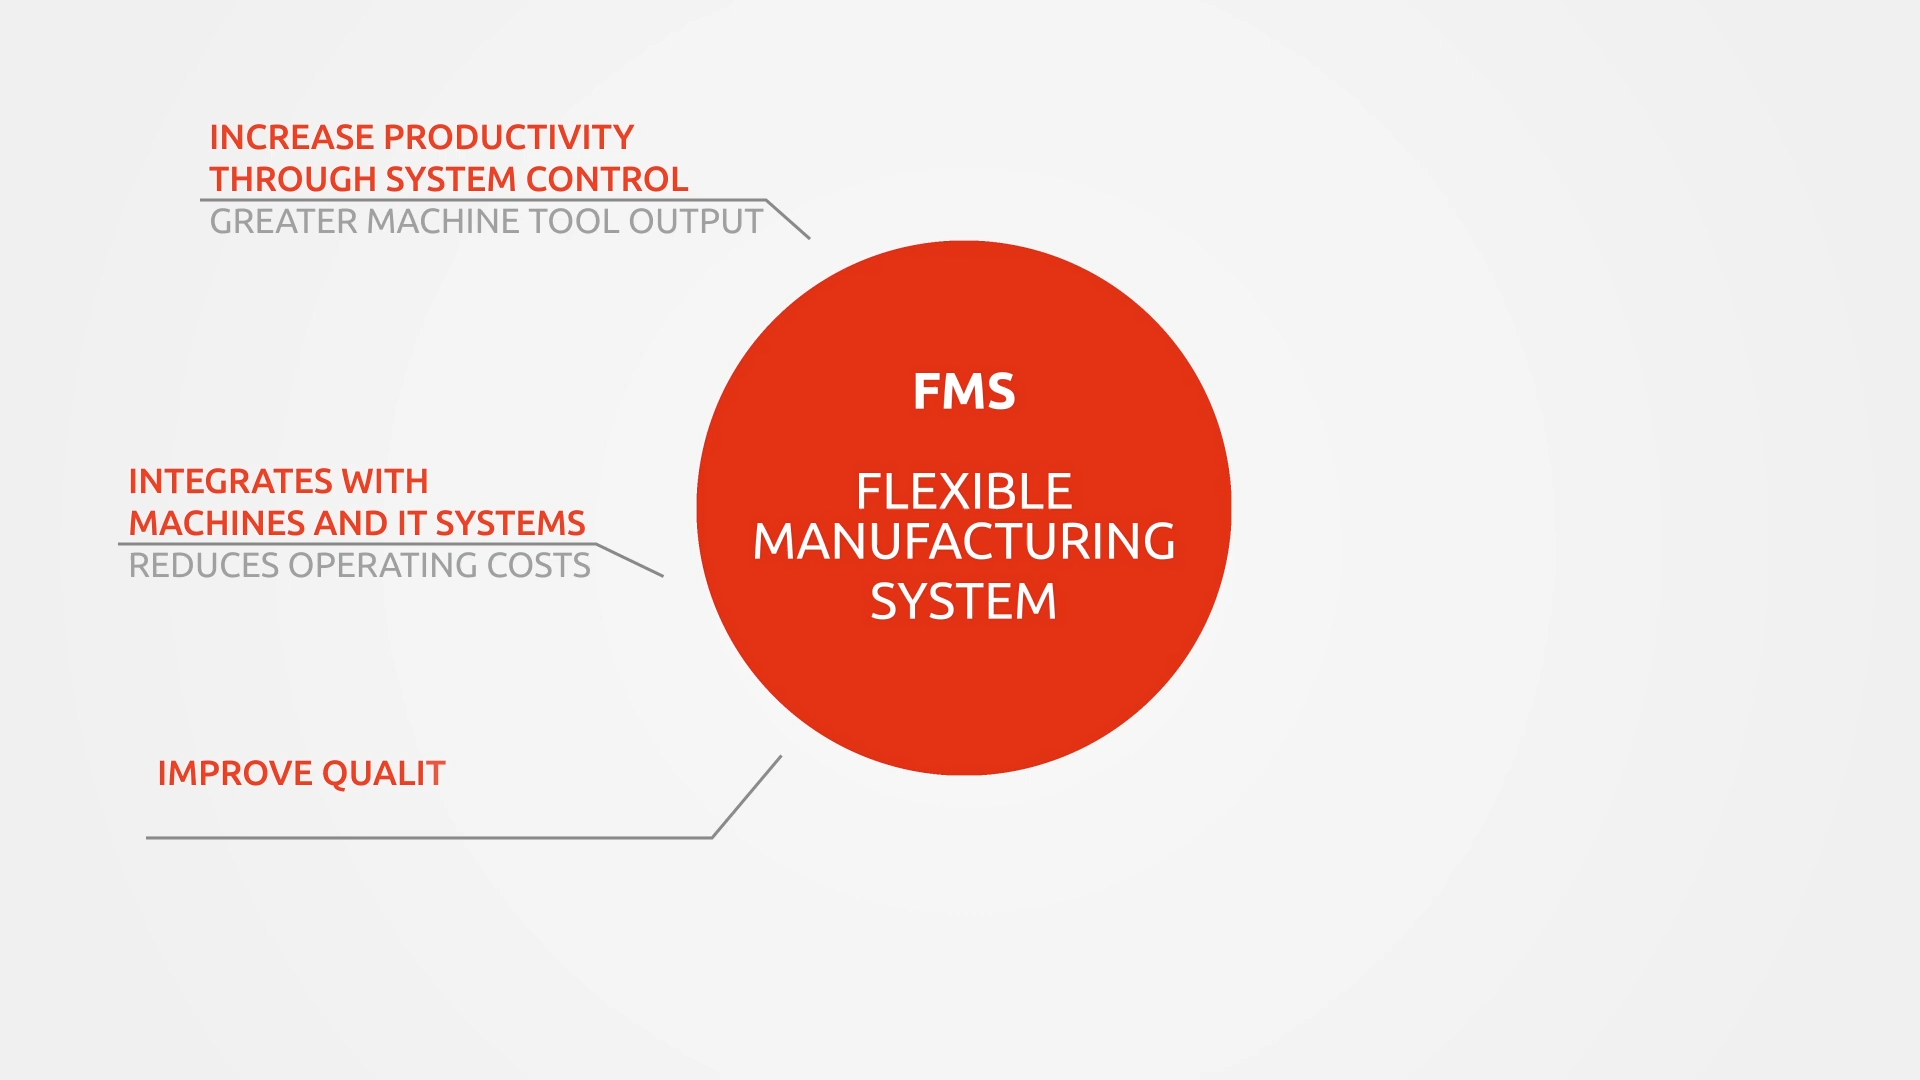 INCREASE PRODUCTIVITY
THROUGH SYSTEM CONTROL
GREATER MACHINE TOOL OUTPUT
INTEGRATES WITH
MACHINES AND IT SYSTEMS
REDUCES OPERATING COSTS
IMPROVE QUALIT
FMS
FLEXIBLE
MANUFACTURING
SYSTEM